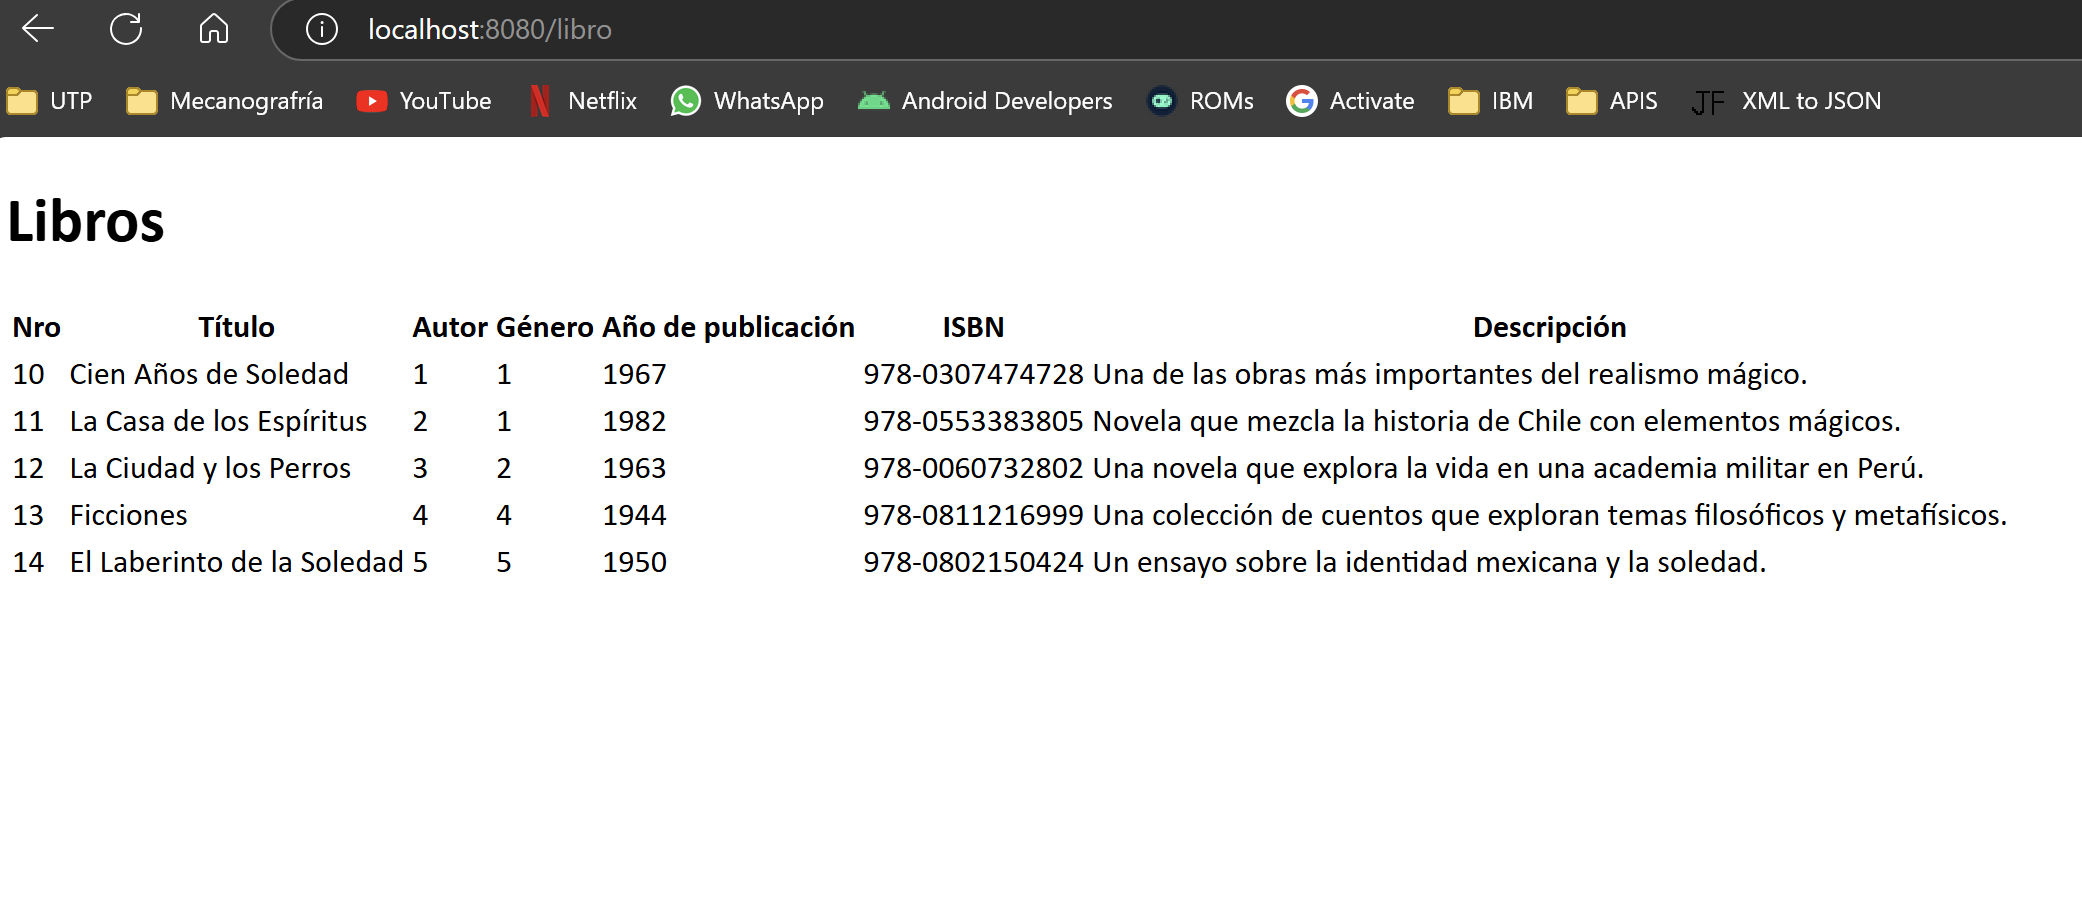 localhost:8080/libro
UTP Mecanografría YouTube Netflix WhatsApp Android Developers ROMs Activate IBM APIS JF XML to JSON
Libros
Nro Título Autor Género Año de publicación ISBN Descripción
10 Cien Años de Soledad 1 1 1967 978-0307474728 Una de las obras más importantes del realismo mágico.
11 La Casa de los Espíritus 2 1 1982 978-0553383805 Novela que mezcla la historia de Chile con elementos mágicos.
12 La Ciudad y los Perros 3 2 1963 978-0060732802 Una novela que explora la vida en una academia militar en Perú.
13 Ficciones 4 4 1944 978-0811216999 Una colección de cuentos que exploran temas filosóficos y metafísicos.
14 El Laberinto de la Soledad 5 5 1950 978-0802150424 Un ensayo sobre la identidad mexicana y la soledad.